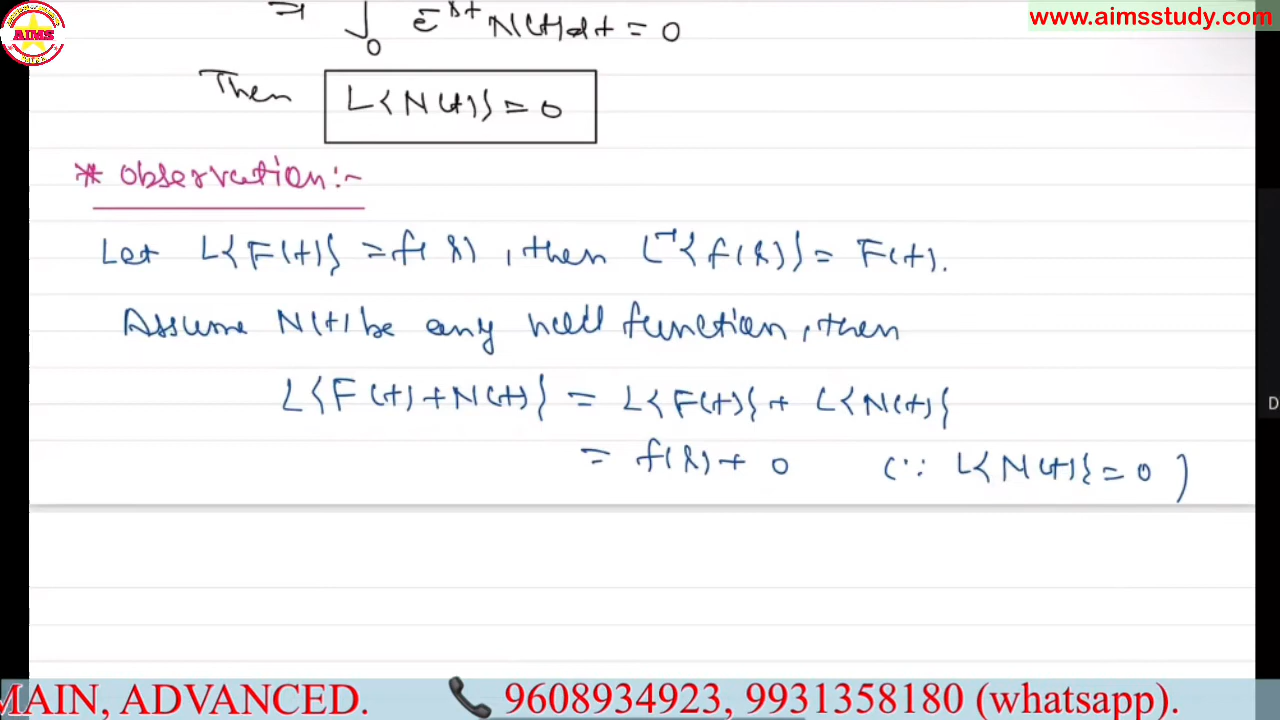 www.aimsstudy.com
AIMS
⇒ ∫₀ e⁻ˢᵗ N(t)dt = 0
Then L{N(t)} = 0
* Observation:-
Let L{F(t)} = f(s), then L⁻¹{f(s)} = F(t).
Assume N(t) be any null function, then
L{F(t)+N(t)} = L{F(t)} + L{N(t)}
= f(s) + 0 (∵ L{N(t)} = 0)
D
MAIN, ADVANCED. 9608934923, 9931358180 (whatsapp).